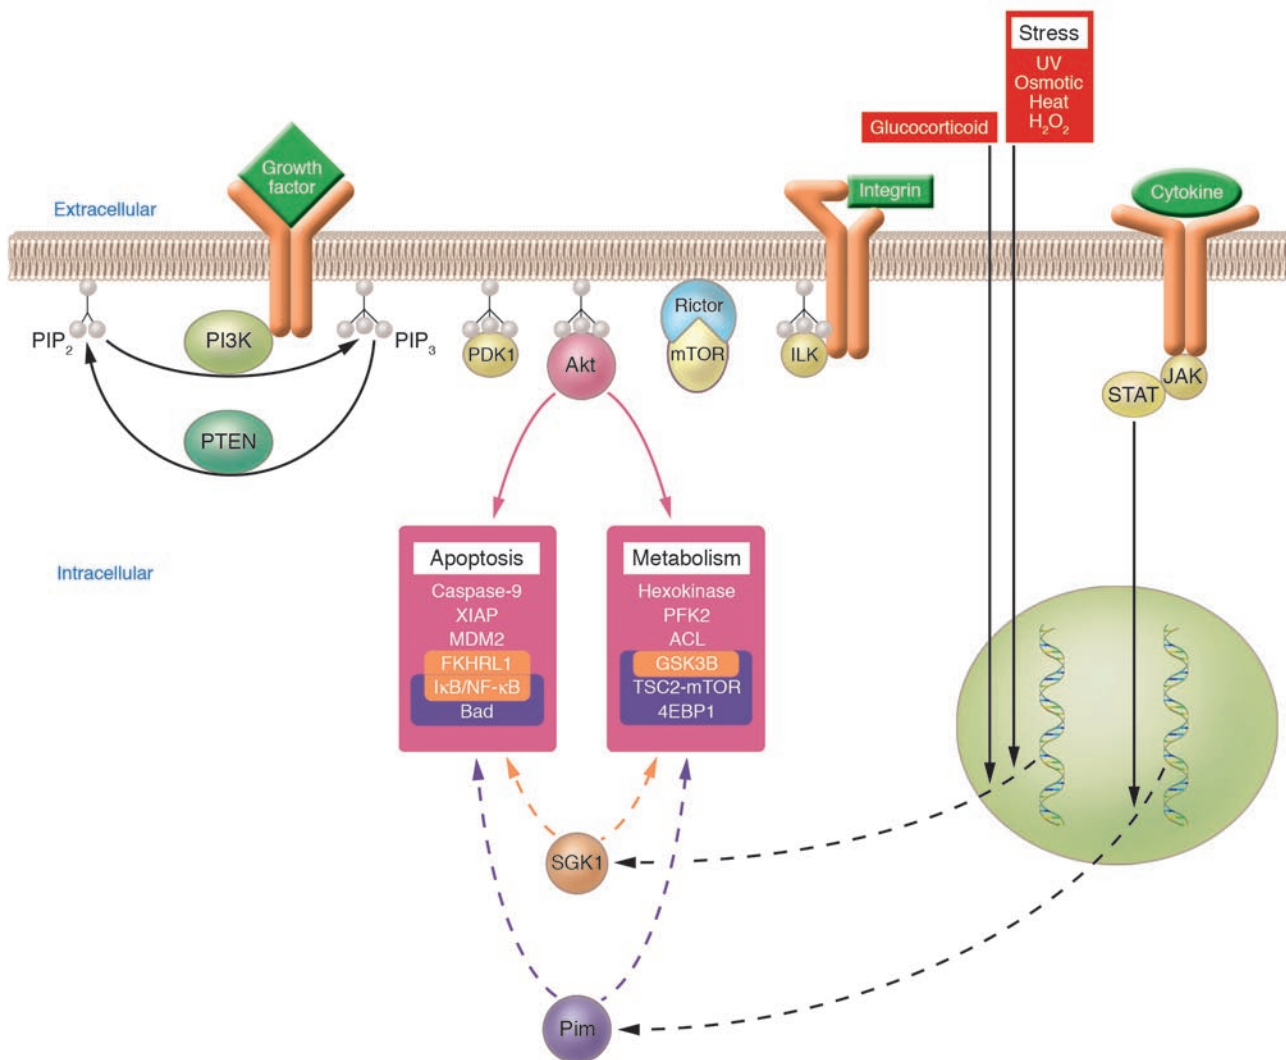 Stress
UV
Osmotic
Heat
H₂O₂
Glucocorticoid
Growth
factor
Integrin
Cytokine
Extracellular
PIP₂
PI3K
PIP₃
PDK1
Akt
Rictor
mTOR
ILK
STAT
JAK
PTEN
Intracellular
Apoptosis
Caspase-9
XIAP
MDM2
FKHRL1
IκB/NF-κB
Bad
Metabolism
Hexokinase
PFK2
ACL
GSK3B
TSC2-mTOR
4EBP1
SGK1
Pim